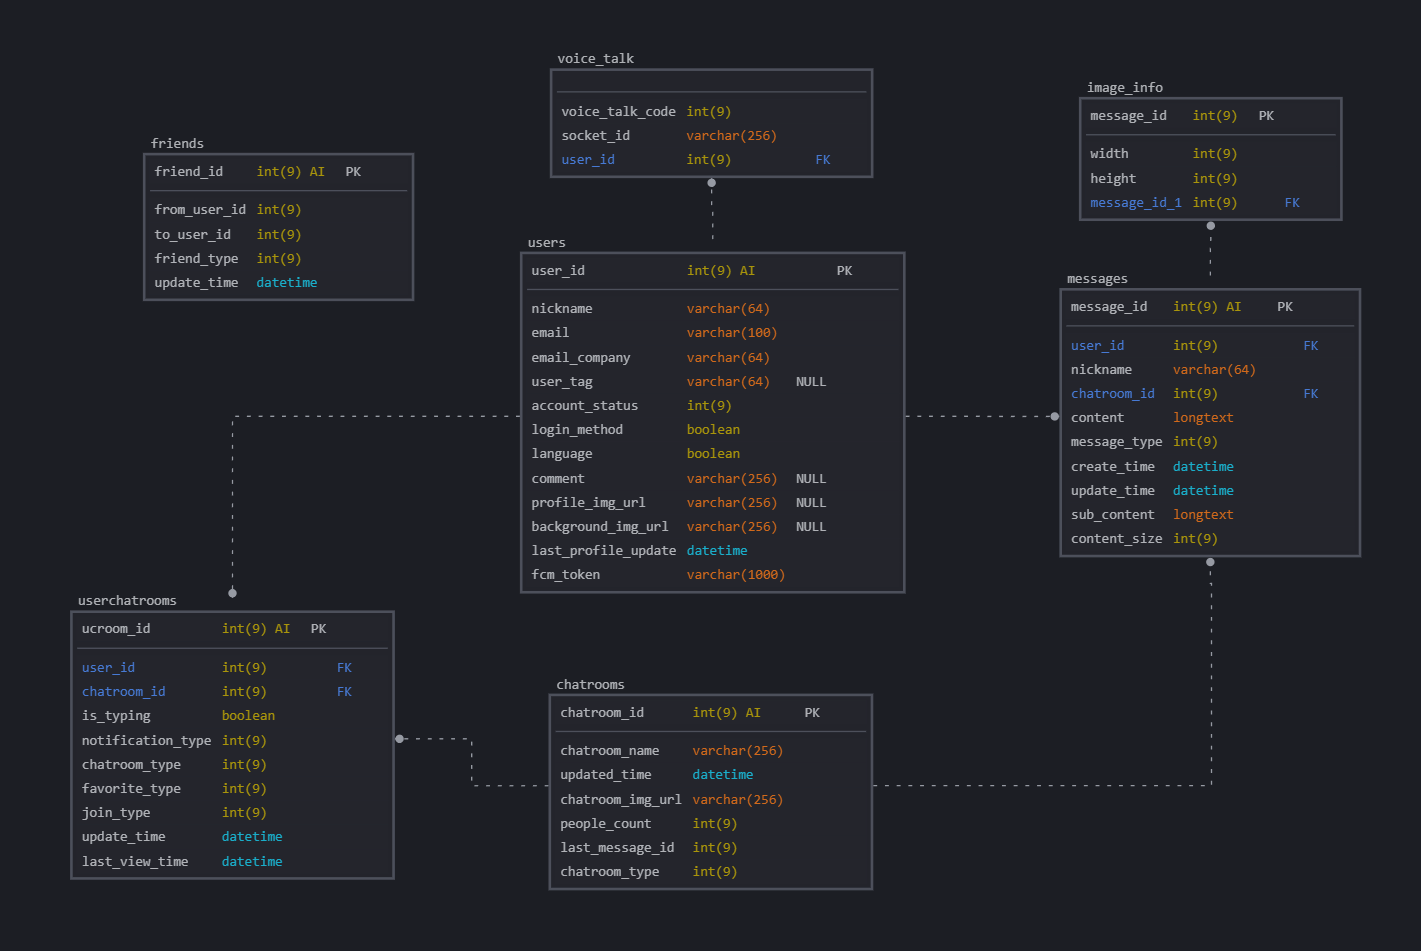 voice_talk
voice_talk_code int(9)
socket_id varchar(256)
user_id int(9) FK
image_info
message_id int(9) PK
width int(9)
height int(9)
message_id_1 int(9) FK
friends
friend_id int(9) AI PK
from_user_id int(9)
to_user_id int(9)
friend_type int(9)
update_time datetime
users
user_id int(9) AI PK
nickname varchar(64)
email varchar(100)
email_company varchar(64)
user_tag varchar(64) NULL
account_status int(9)
login_method boolean
language boolean
comment varchar(256) NULL
profile_img_url varchar(256) NULL
background_img_url varchar(256) NULL
last_profile_update datetime
fcm_token varchar(1000)
messages
message_id int(9) AI PK
user_id int(9) FK
nickname varchar(64)
chatroom_id int(9) FK
content longtext
message_type int(9)
create_time datetime
update_time datetime
sub_content longtext
content_size int(9)
userchatrooms
ucroom_id int(9) AI PK
user_id int(9) FK
chatroom_id int(9) FK
is_typing boolean
notification_type int(9)
chatroom_type int(9)
favorite_type int(9)
join_type int(9)
update_time datetime
last_view_time datetime
chatrooms
chatroom_id int(9) AI PK
chatroom_name varchar(256)
updated_time datetime
chatroom_img_url varchar(256)
people_count int(9)
last_message_id int(9)
chatroom_type int(9)